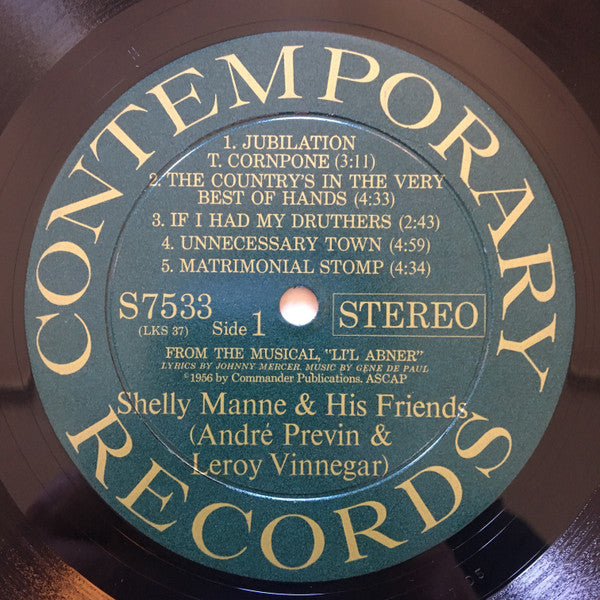 CONTEMPORARY
1. JUBILATION
T. CORNPONE (3:11)
2. THE COUNTRY'S IN THE VERY
BEST OF HANDS (4:33)
3. IF I HAD MY DRUTHERS (2:43)
4. UNNECESSARY TOWN (4:59)
5. MATRIMONIAL STOMP (4:34)
S7533
(LKS 37) Side 1
STEREO
FROM THE MUSICAL, "LI'L ABNER"
LYRICS BY JOHNNY MERCER, MUSIC BY GENE DE PAUL
©1956 by Commander Publications. ASCAP
Shelly Manne & His Friends
(André Previn &
Leroy Vinnegar)
RECORDS